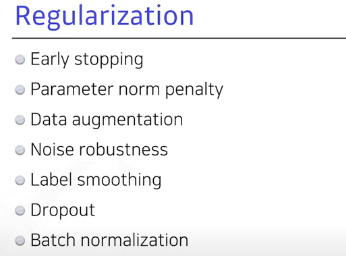 Regularization
Early stopping
Parameter norm penalty
Data augmentation
Noise robustness
Label smoothing
Dropout
Batch normalization